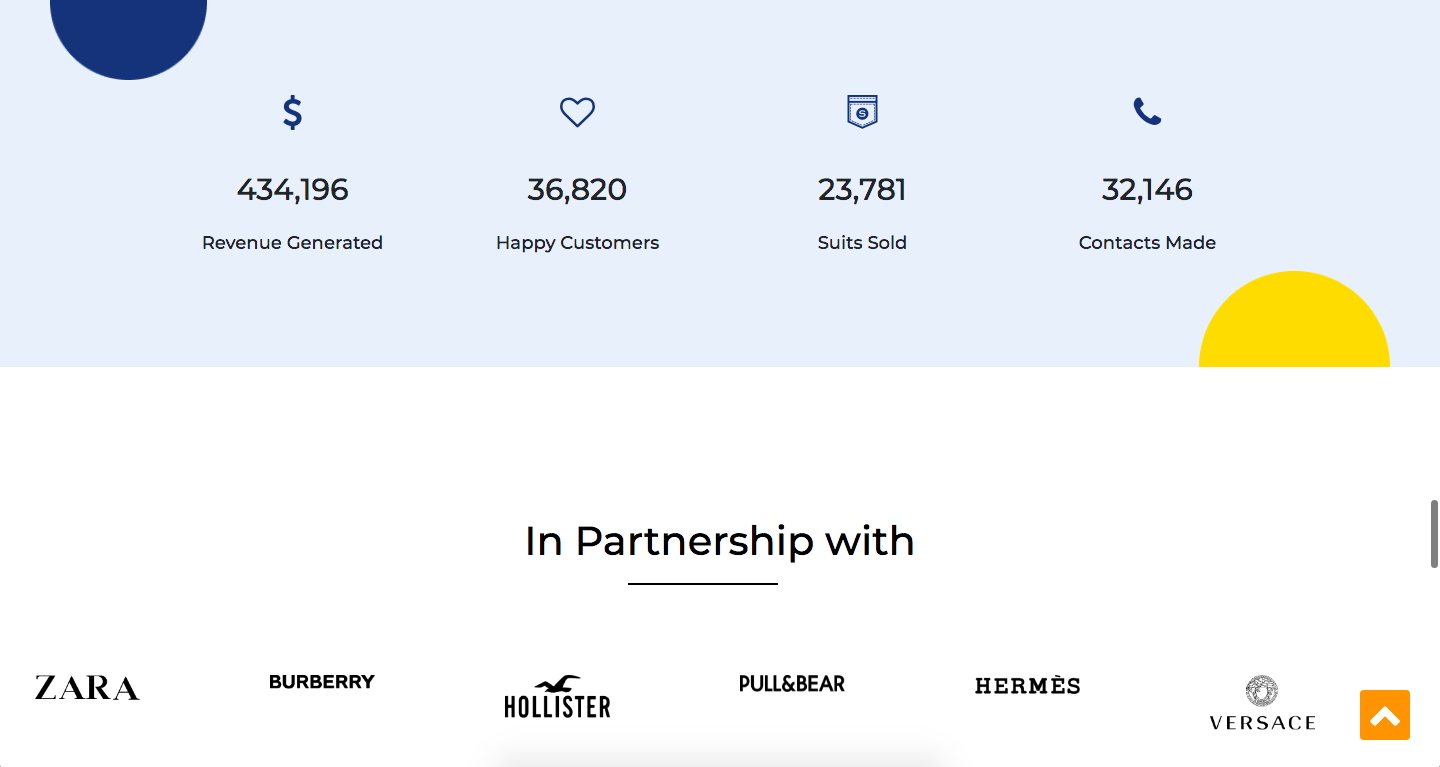 434,196
36,820
23,781
32,146
Revenue Generated
Happy Customers
Suits Sold
Contacts Made
In Partnership with
ZARA
BURBERRY
HOLLISTER
PULL&BEAR
HERMÈS
VERSACE